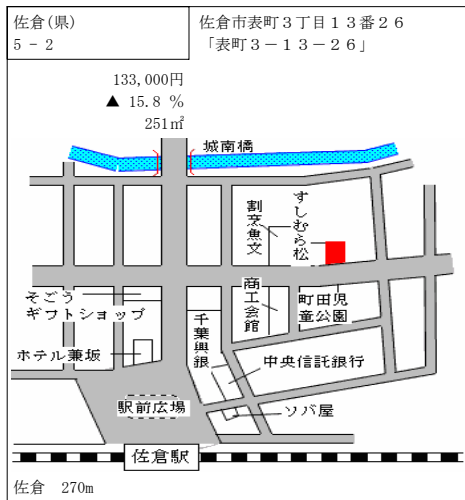 佐倉(県)
5－2
佐倉市表町３丁目１３番２６
「表町３－１３－２６」
133,000円
▲ 15.8 %
251㎡
城南橋
割烹魚文
すしむら松
そごう
ギフトショップ
商工会館
町田児
童公園
千葉興銀
ホテル兼坂
中央信託銀行
駅前広場
ソバ屋
佐倉駅
佐倉 270m